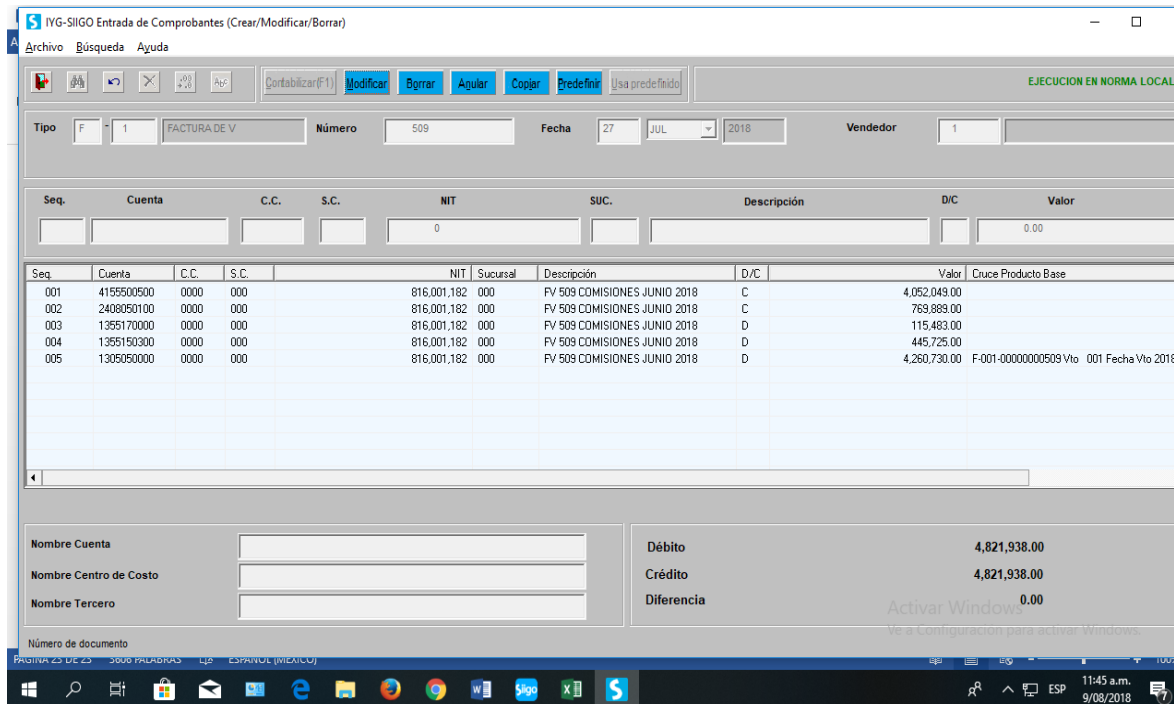 IYG-SIIGO Entrada de Comprobantes (Crear/Modificar/Borrar)
Archivo Búsqueda Ayuda
Contabilizar(F1) Modificar Borrar Anular Copiar Predefinir Usa predefinido EJECUCION EN NORMA LOCAL
Tipo F - 1 FACTURA DE V Número 509 Fecha 27 JUL 2018 Vendedor 1
Seq. Cuenta C.C. S.C. NIT SUC. Descripción D/C Valor
0 0.00
Seq. Cuenta C.C. S.C. NIT Sucursal Descripción D/C Valor Cruce Producto Base
001 4155500500 0000 000 816,001,182 000 FV 509 COMISIONES JUNIO 2018 C 4,052,049.00
002 2408050100 0000 000 816,001,182 000 FV 509 COMISIONES JUNIO 2018 C 769,889.00
003 1355170000 0000 000 816,001,182 000 FV 509 COMISIONES JUNIO 2018 D 115,483.00
004 1355150300 0000 000 816,001,182 000 FV 509 COMISIONES JUNIO 2018 D 445,725.00
005 1305050000 0000 000 816,001,182 000 FV 509 COMISIONES JUNIO 2018 D 4,260,730.00 F-001-00000000509 Vto 001 Fecha Vto 2018
Nombre Cuenta
Nombre Centro de Costo
Nombre Tercero
Débito 4,821,938.00
Crédito 4,821,938.00
Diferencia 0.00
Activar Windows
Ve a Configuración para activar Windows.
Número de documento
PÁGINA 23 DE 23 3606 PALABRAS ESPAÑOL (MÉXICO)
Siigo
ESP
11:45 a.m.
9/08/2018
7